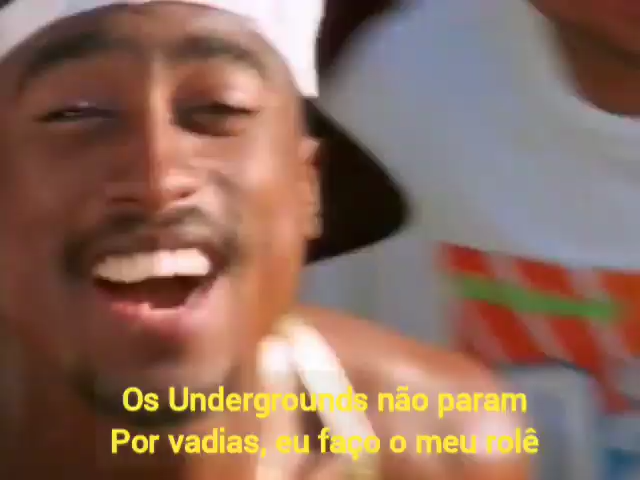 Os Undergrounds não param
Por vadias, eu faço o meu rolê